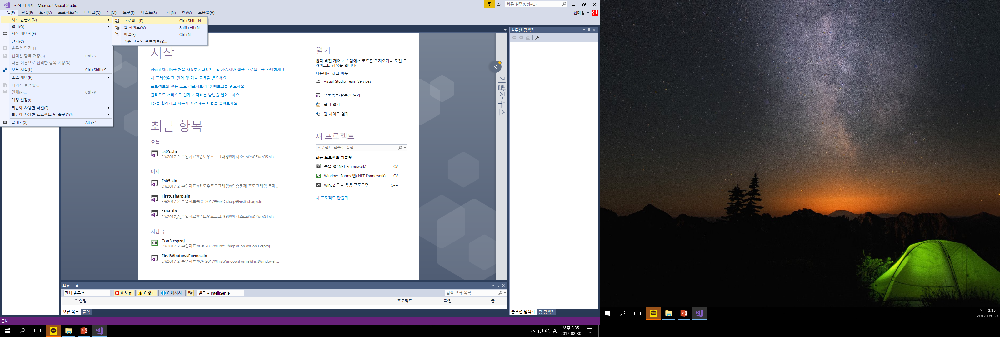 시작 페이지 - Microsoft Visual Studio
빠른 실행(Ctrl+Q)
파일(F) 편집(E) 보기(V) 프로젝트(P) 디버그(D) 팀(M) 도구(T) 테스트(S) 분석(N) 창(W) 도움말(H)
신미영
신
새로 만들기(N)
열기(O)
시작 페이지(E)
닫기(C)
솔루션 닫기(T)
선택한 항목 저장(S) Ctrl+S
다른 이름으로 선택한 항목 저장(A)...
모두 저장(L) Ctrl+Shift+S
소스 제어(R)
페이지 설정(U)...
인쇄(P)... Ctrl+P
계정 설정(I)...
최근에 사용한 파일(F)
최근에 사용한 프로젝트 및 솔루션(J)
끝내기(X) Alt+F4
프로젝트(P)... Ctrl+Shift+N
웹 사이트(W)... Shift+Alt+N
파일(F)... Ctrl+N
기존 코드의 프로젝트(E)...
시작
Visual Studio를 처음 사용하시나요? 코딩 자습서와 샘플 프로젝트를 확인하세요.
새 프레임워크, 언어 및 기술 교육을 받으세요.
프로젝트의 전용 코드 리포지토리 및 백로그를 만드세요.
클라우드 서비스로 쉽게 시작하는 방법을 알아보세요.
IDE를 확장하고 사용자 지정하는 방법을 살펴보세요.
최근 항목
오늘
cs05.sln
E:₩2017_2_수업자료₩윈도우프로그래밍₩예제소스₩cs05₩cs05.sln
어제
Es05.sln
E:₩2017_2_수업자료₩윈도우프로그래밍₩연습문제 프로그래밍 문제...
FirstCsharp.sln
E:₩2017_2_수업자료₩C#_2017₩FirstCsharp₩FirstCsharp.sln
cs04.sln
E:₩2017_2_수업자료₩윈도우프로그래밍₩예제소스₩cs04₩cs04.sln
지난 주
Con3.csproj
E:₩2017_2_수업자료₩C#_2017₩FirstCsharp₩Con3₩Con3.csproj
FirstWindowsForms.sln
E:₩2017_2_수업자료₩C#_2017₩FirstWindowsForms₩FirstWindowsF...
열기
원격 버전 제어 시스템에서 코드를 가져오거나 로컬 드
라이브의 항목을 엽니다.
다음에서 체크 아웃:
Visual Studio Team Services
프로젝트/솔루션 열기
폴더 열기
웹 사이트 열기
새 프로젝트
프로젝트 템플릿 검색
최근 프로젝트 템플릿:
콘솔 앱(.NET Framework) C#
Windows Forms 앱(.NET Framework) C#
Win32 콘솔 응용 프로그램 C++
새 프로젝트 만들기...
개발자 뉴스
솔루션 탐색기
오류 목록
전체 솔루션 0 오류 0 경고 0 메시지 빌드 + IntelliSense 검색 오류 목록
설명 프로젝트 파일 줄
오류 목록 출력
솔루션 탐색기 팀 탐색기
준비
TALK
A
오후 3:35
2017-08-30
TALK
오후 3:35
2017-08-30